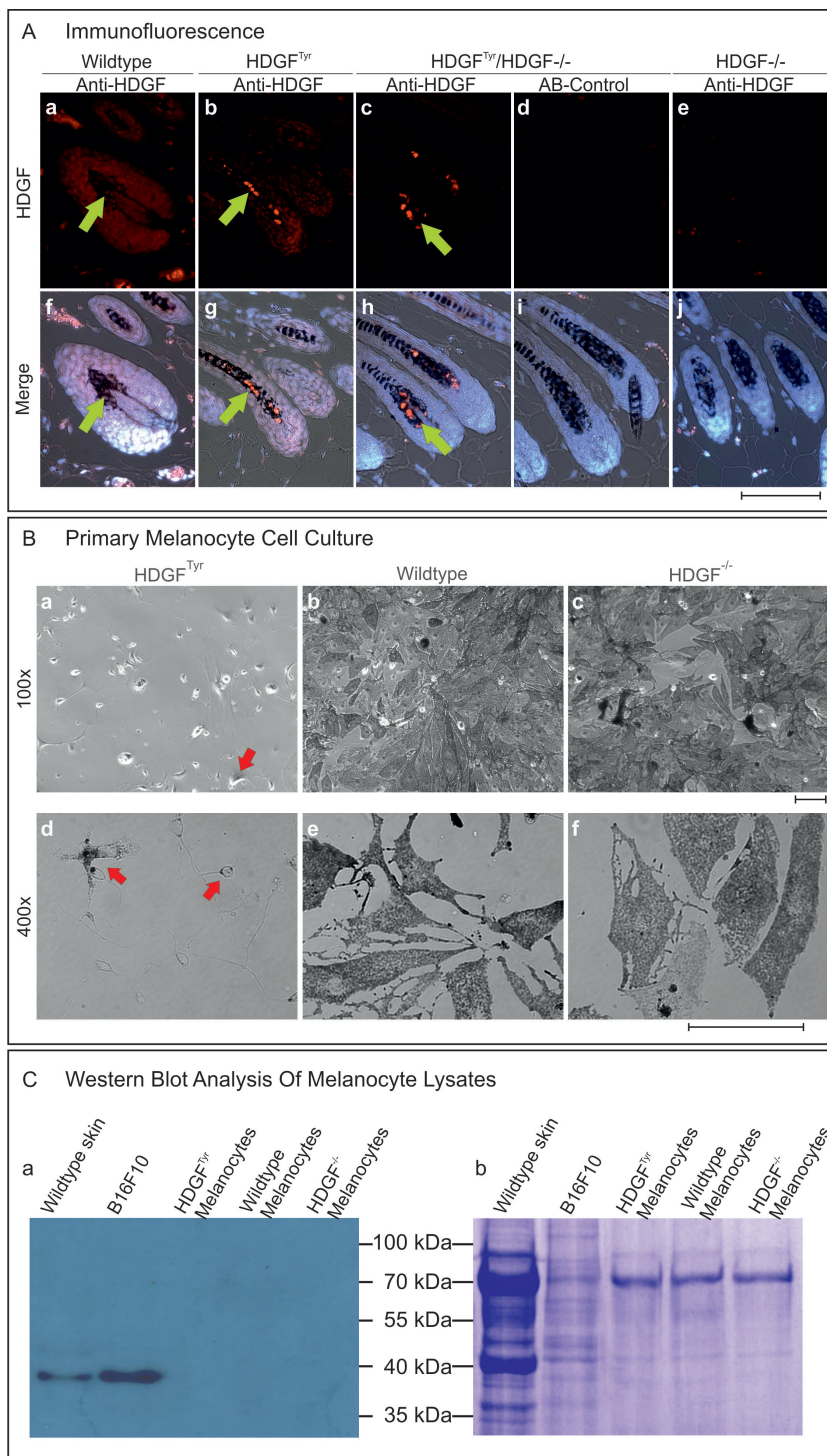 A Immunofluorescence
Wildtype HDGF^Tyr HDGF^Tyr/HDGF-/- HDGF-/-
Anti-HDGF Anti-HDGF Anti-HDGF AB-Control Anti-HDGF
a b c d e
HDGF
f g h i j
Merge
B Primary Melanocyte Cell Culture
HDGF^Tyr Wildtype HDGF^-/-
a b c
100x
d e f
400x
C Western Blot Analysis Of Melanocyte Lysates
a
Wildtype skin
B16F10
HDGF^Tyr
Melanocytes
Wildtype
Melanocytes
HDGF^-/-
Melanocytes
b
Wildtype skin
B16F10
HDGF^Tyr
Melanocytes
Wildtype
Melanocytes
HDGF^-/-
Melanocytes
100 kDa
70 kDa
55 kDa
40 kDa
35 kDa